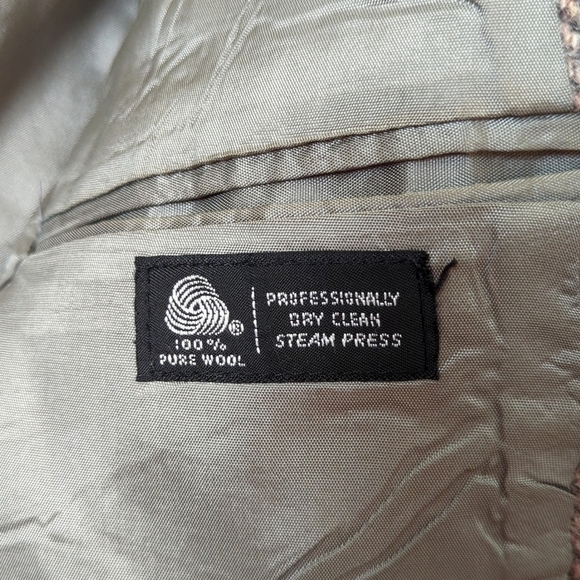 ®
100%
PURE WOOL
PROFESSIONALLY
DRY CLEAN
STEAM PRESS